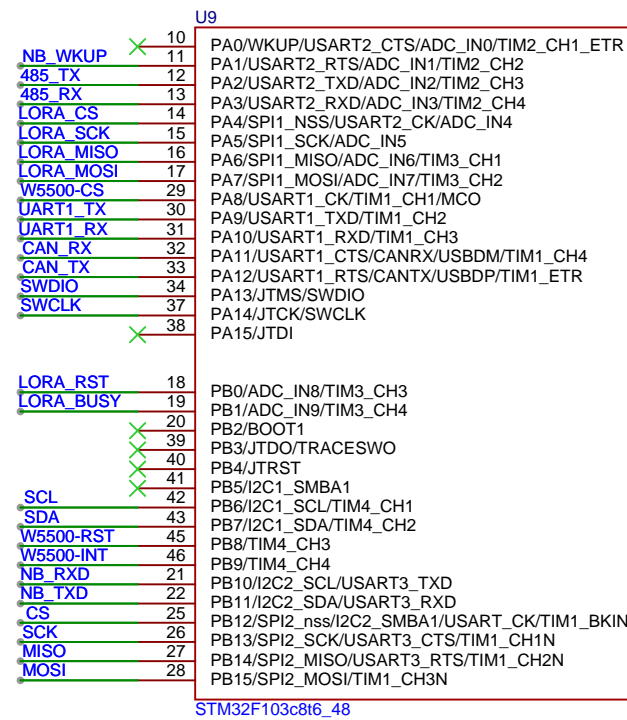 U9
10 PA0/WKUP/USART2_CTS/ADC_IN0/TIM2_CH1_ETR
NB_WKUP 11 PA1/USART2_RTS/ADC_IN1/TIM2_CH2
485_TX 12 PA2/USART2_TXD/ADC_IN2/TIM2_CH3
485_RX 13 PA3/USART2_RXD/ADC_IN3/TIM2_CH4
LORA_CS 14 PA4/SPI1_NSS/USART2_CK/ADC_IN4
LORA_SCK 15 PA5/SPI1_SCK/ADC_IN5
LORA_MISO 16 PA6/SPI1_MISO/ADC_IN6/TIM3_CH1
LORA_MOSI 17 PA7/SPI1_MOSI/ADC_IN7/TIM3_CH2
W5500-CS 29 PA8/USART1_CK/TIM1_CH1/MCO
UART1_TX 30 PA9/USART1_TXD/TIM1_CH2
UART1_RX 31 PA10/USART1_RXD/TIM1_CH3
CAN_RX 32 PA11/USART1_CTS/CANRX/USBDM/TIM1_CH4
CAN_TX 33 PA12/USART1_RTS/CANTX/USBDP/TIM1_ETR
SWDIO 34 PA13/JTMS/SWDIO
SWCLK 37 PA14/JTCK/SWCLK
38 PA15/JTDI
LORA_RST 18 PB0/ADC_IN8/TIM3_CH3
LORA_BUSY 19 PB1/ADC_IN9/TIM3_CH4
20 PB2/BOOT1
39 PB3/JTDO/TRACESWO
40 PB4/JTRST
41 PB5/I2C1_SMBA1
SCL 42 PB6/I2C1_SCL/TIM4_CH1
SDA 43 PB7/I2C1_SDA/TIM4_CH2
W5500-RST 45 PB8/TIM4_CH3
W5500-INT 46 PB9/TIM4_CH4
NB_RXD 21 PB10/I2C2_SCL/USART3_TXD
NB_TXD 22 PB11/I2C2_SDA/USART3_RXD
CS 25 PB12/SPI2_nss/I2C2_SMBA1/USART_CK/TIM1_BKIN
SCK 26 PB13/SPI2_SCK/USART3_CTS/TIM1_CH1N
MISO 27 PB14/SPI2_MISO/USART3_RTS/TIM1_CH2N
MOSI 28 PB15/SPI2_MOSI/TIM1_CH3N
STM32F103c8t6_48